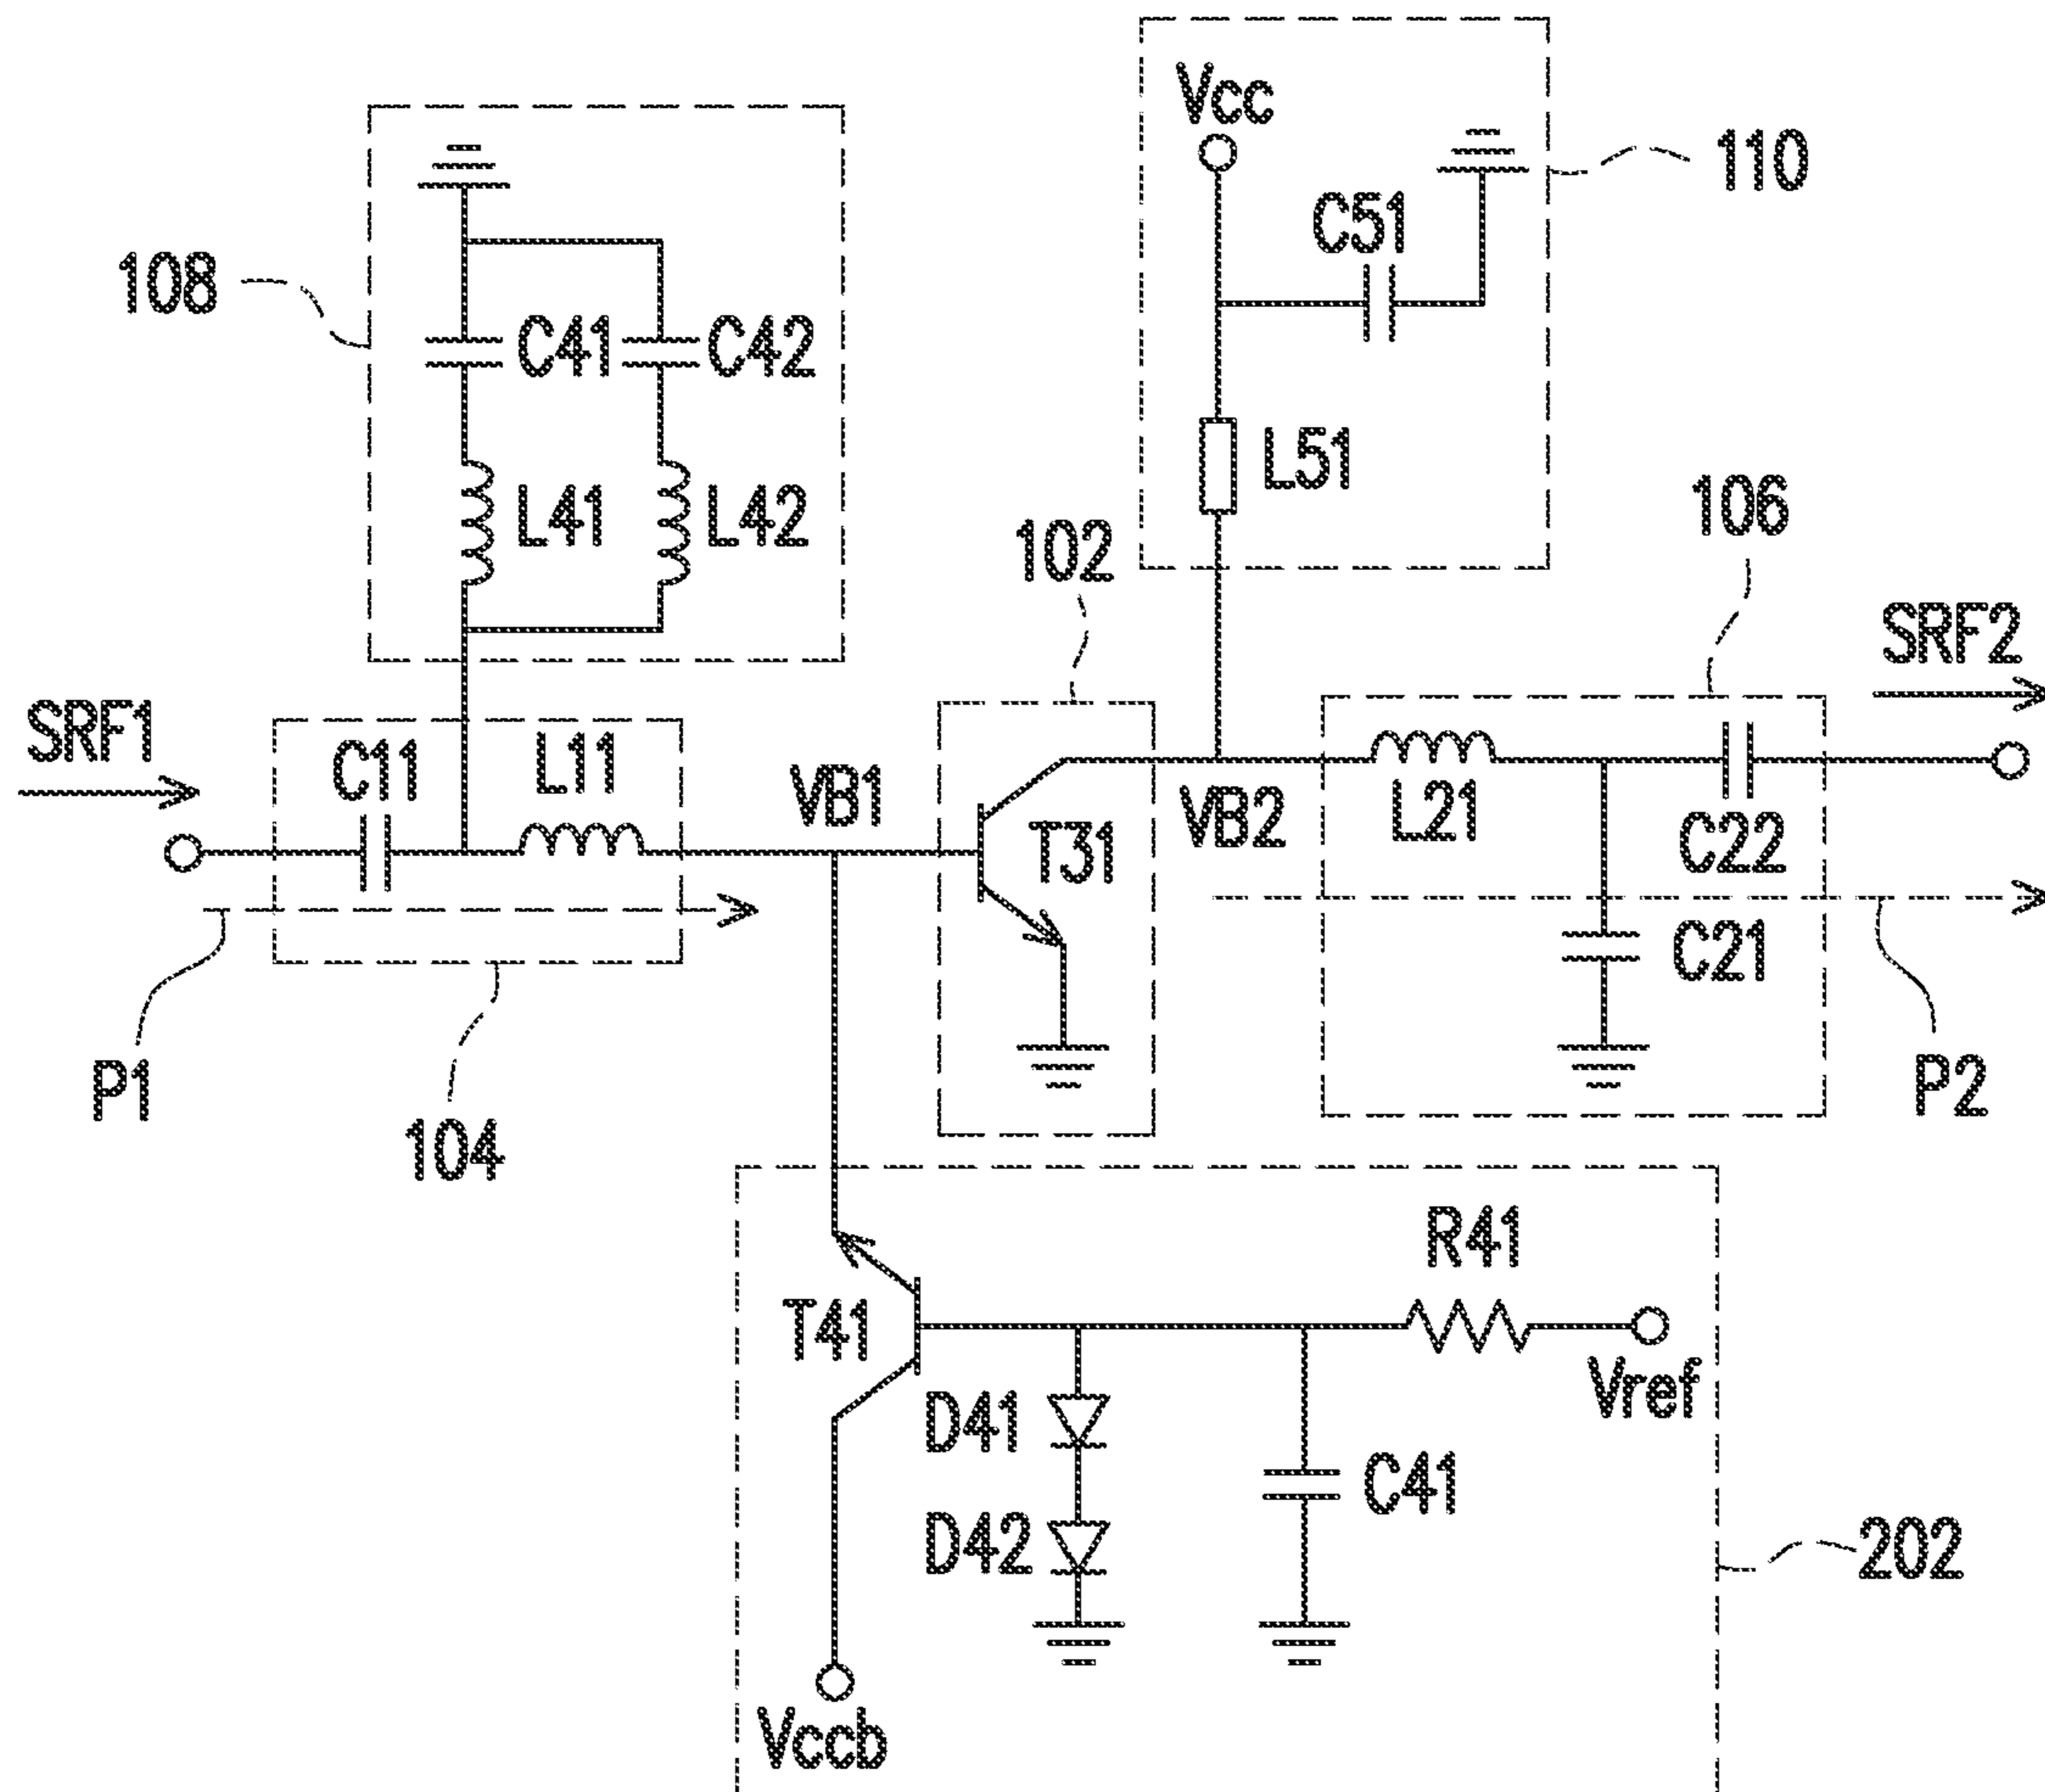 Vcc
110
C51
108
C41
C42
L51
L41
L42
102
106
SRF2
SRF1
C11
L11
VB1
VB2
L21
T31
C22
C21
P1
104
P2
R41
T41
Vref
D41
C41
D42
202
Vccb